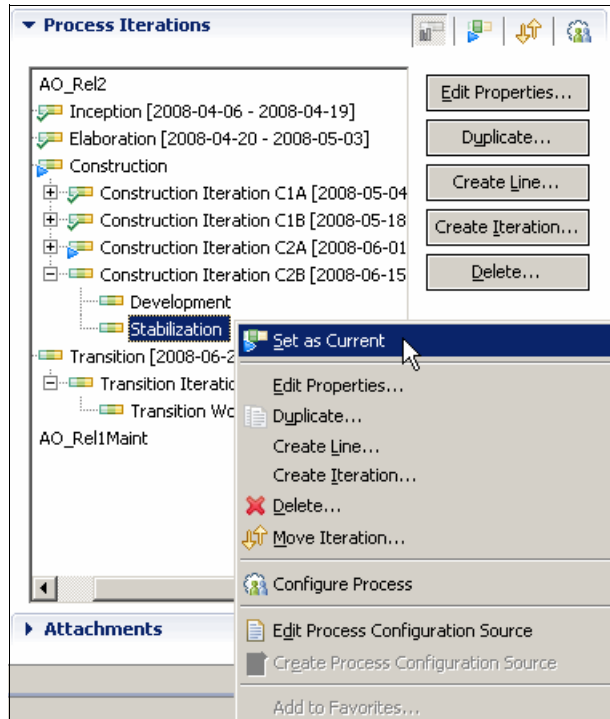 Process Iterations
AO_Rel2
Inception [2008-04-06 - 2008-04-19]
Elaboration [2008-04-20 - 2008-05-03]
Construction
Construction Iteration C1A [2008-05-04
Construction Iteration C1B [2008-05-18
Construction Iteration C2A [2008-06-01
Construction Iteration C2B [2008-06-15
Development
Stabilization
Transition [2008-06-2
Transition Iteratio
Transition Wo
AO_Rel1Maint
Edit Properties...
Duplicate...
Create Line...
Create Iteration...
Delete...
Set as Current
Edit Properties...
Duplicate...
Create Line...
Create Iteration...
Delete...
Move Iteration...
Configure Process
Edit Process Configuration Source
Create Process Configuration Source
Add to Favorites...
Attachments